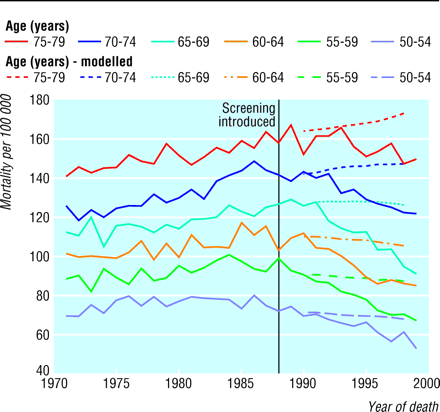 Age (years)
75-79 70-74 65-69 60-64 55-59 50-54
Age (years) - modelled
75-79 70-74 65-69 60-64 55-59 50-54
Mortality per 100 000
180
160
140
120
100
80
60
40
Screening
introduced
1970 1975 1980 1985 1990 1995 2000
Year of death